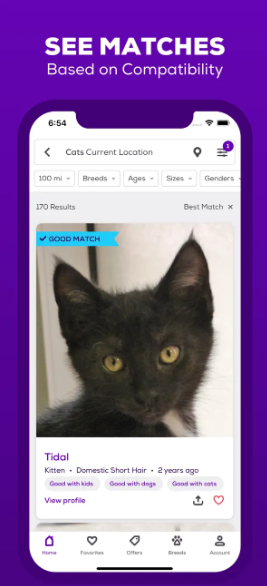 SEE MATCHES
Based on Compatibility
6:54
Cats Current Location
1
100 mi
Breeds
Ages
Sizes
Genders
170 Results
Best Match ×
GOOD MATCH
Tidal
Kitten • Domestic Short Hair • 2 years ago
Good with kids
Good with dogs
Good with cats
View profile
Home
Favorites
Offers
Breeds
Account